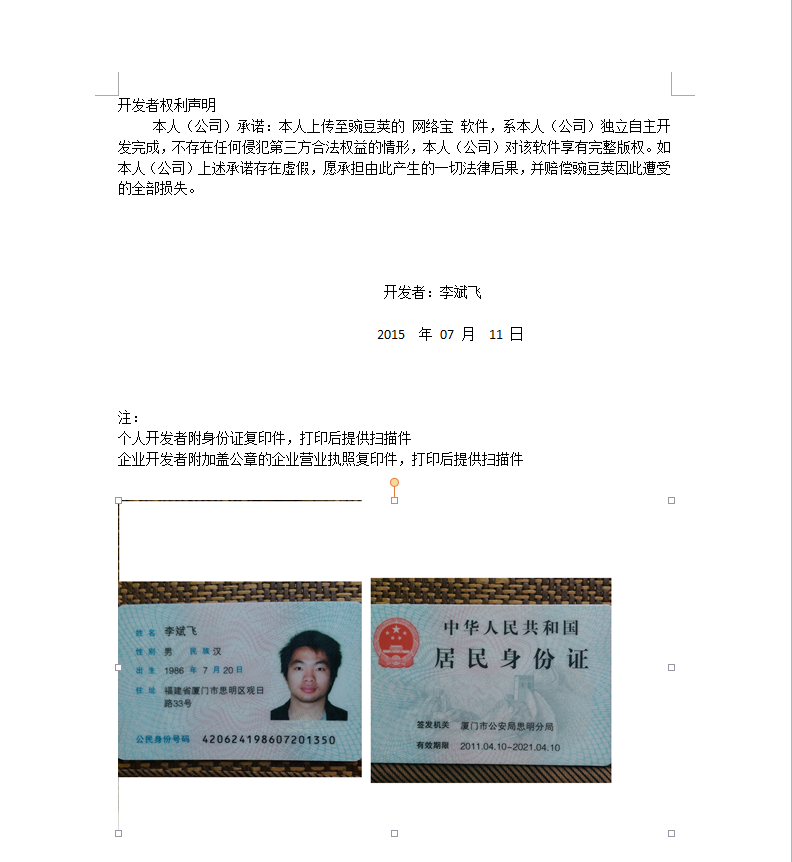 开发者权利声明
本人（公司）承诺：本人上传至豌豆荚的 网络宝 软件，系本人（公司）独立自主开
发完成，不存在任何侵犯第三方合法权益的情形，本人（公司）对该软件享有完整版权。如
本人（公司）上述承诺存在虚假，愿承担由此产生的一切法律后果，并赔偿豌豆荚因此遭受
的全部损失。
开发者：李斌飞
2015 年 07 月 11 日
注：
个人开发者附身份证复印件，打印后提供扫描件
企业开发者附加盖公章的企业营业执照复印件，打印后提供扫描件
姓名 李斌飞
性别 男 民族 汉
出生 1986 年 7 月 20 日
住址 福建省厦门市思明区观日
路33号
公民身份号码 420624198607201350
中华人民共和国
居民身份证
签发机关 厦门市公安局思明分局
有效期限 2011.04.10-2021.04.10